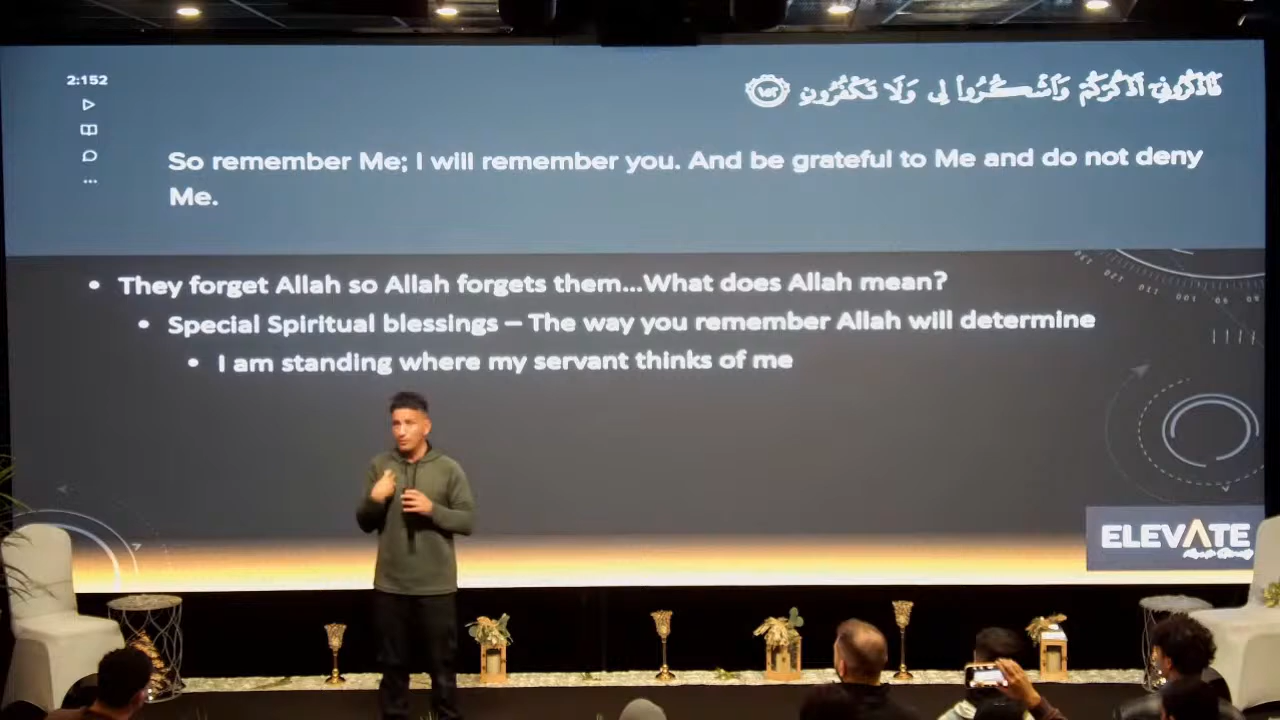 2:152
فَاذْكُرُونِي أَذْكُرْكُمْ وَاشْكُرُوا لِي وَلَا تَكْفُرُونِ ١٥٢
So remember Me; I will remember you. And be grateful to Me and do not deny
Me.
• They forget Allah so Allah forgets them...What does Allah mean?
• Special Spiritual blessings – The way you remember Allah will determine
• I am standing where my servant thinks of me
ELEVATE